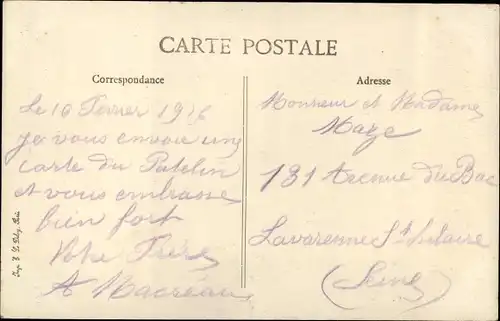 CARTE POSTALE
Correspondance
Le 10 Fevrier
je vous envoie une
carte du Patelin
et vous embrasse
bien fort
Votre Frère
A
Adresse
Monsieur et Madame
Maze
131 Avenue du Bac
Lavarenne St Hilaire
(Seine)